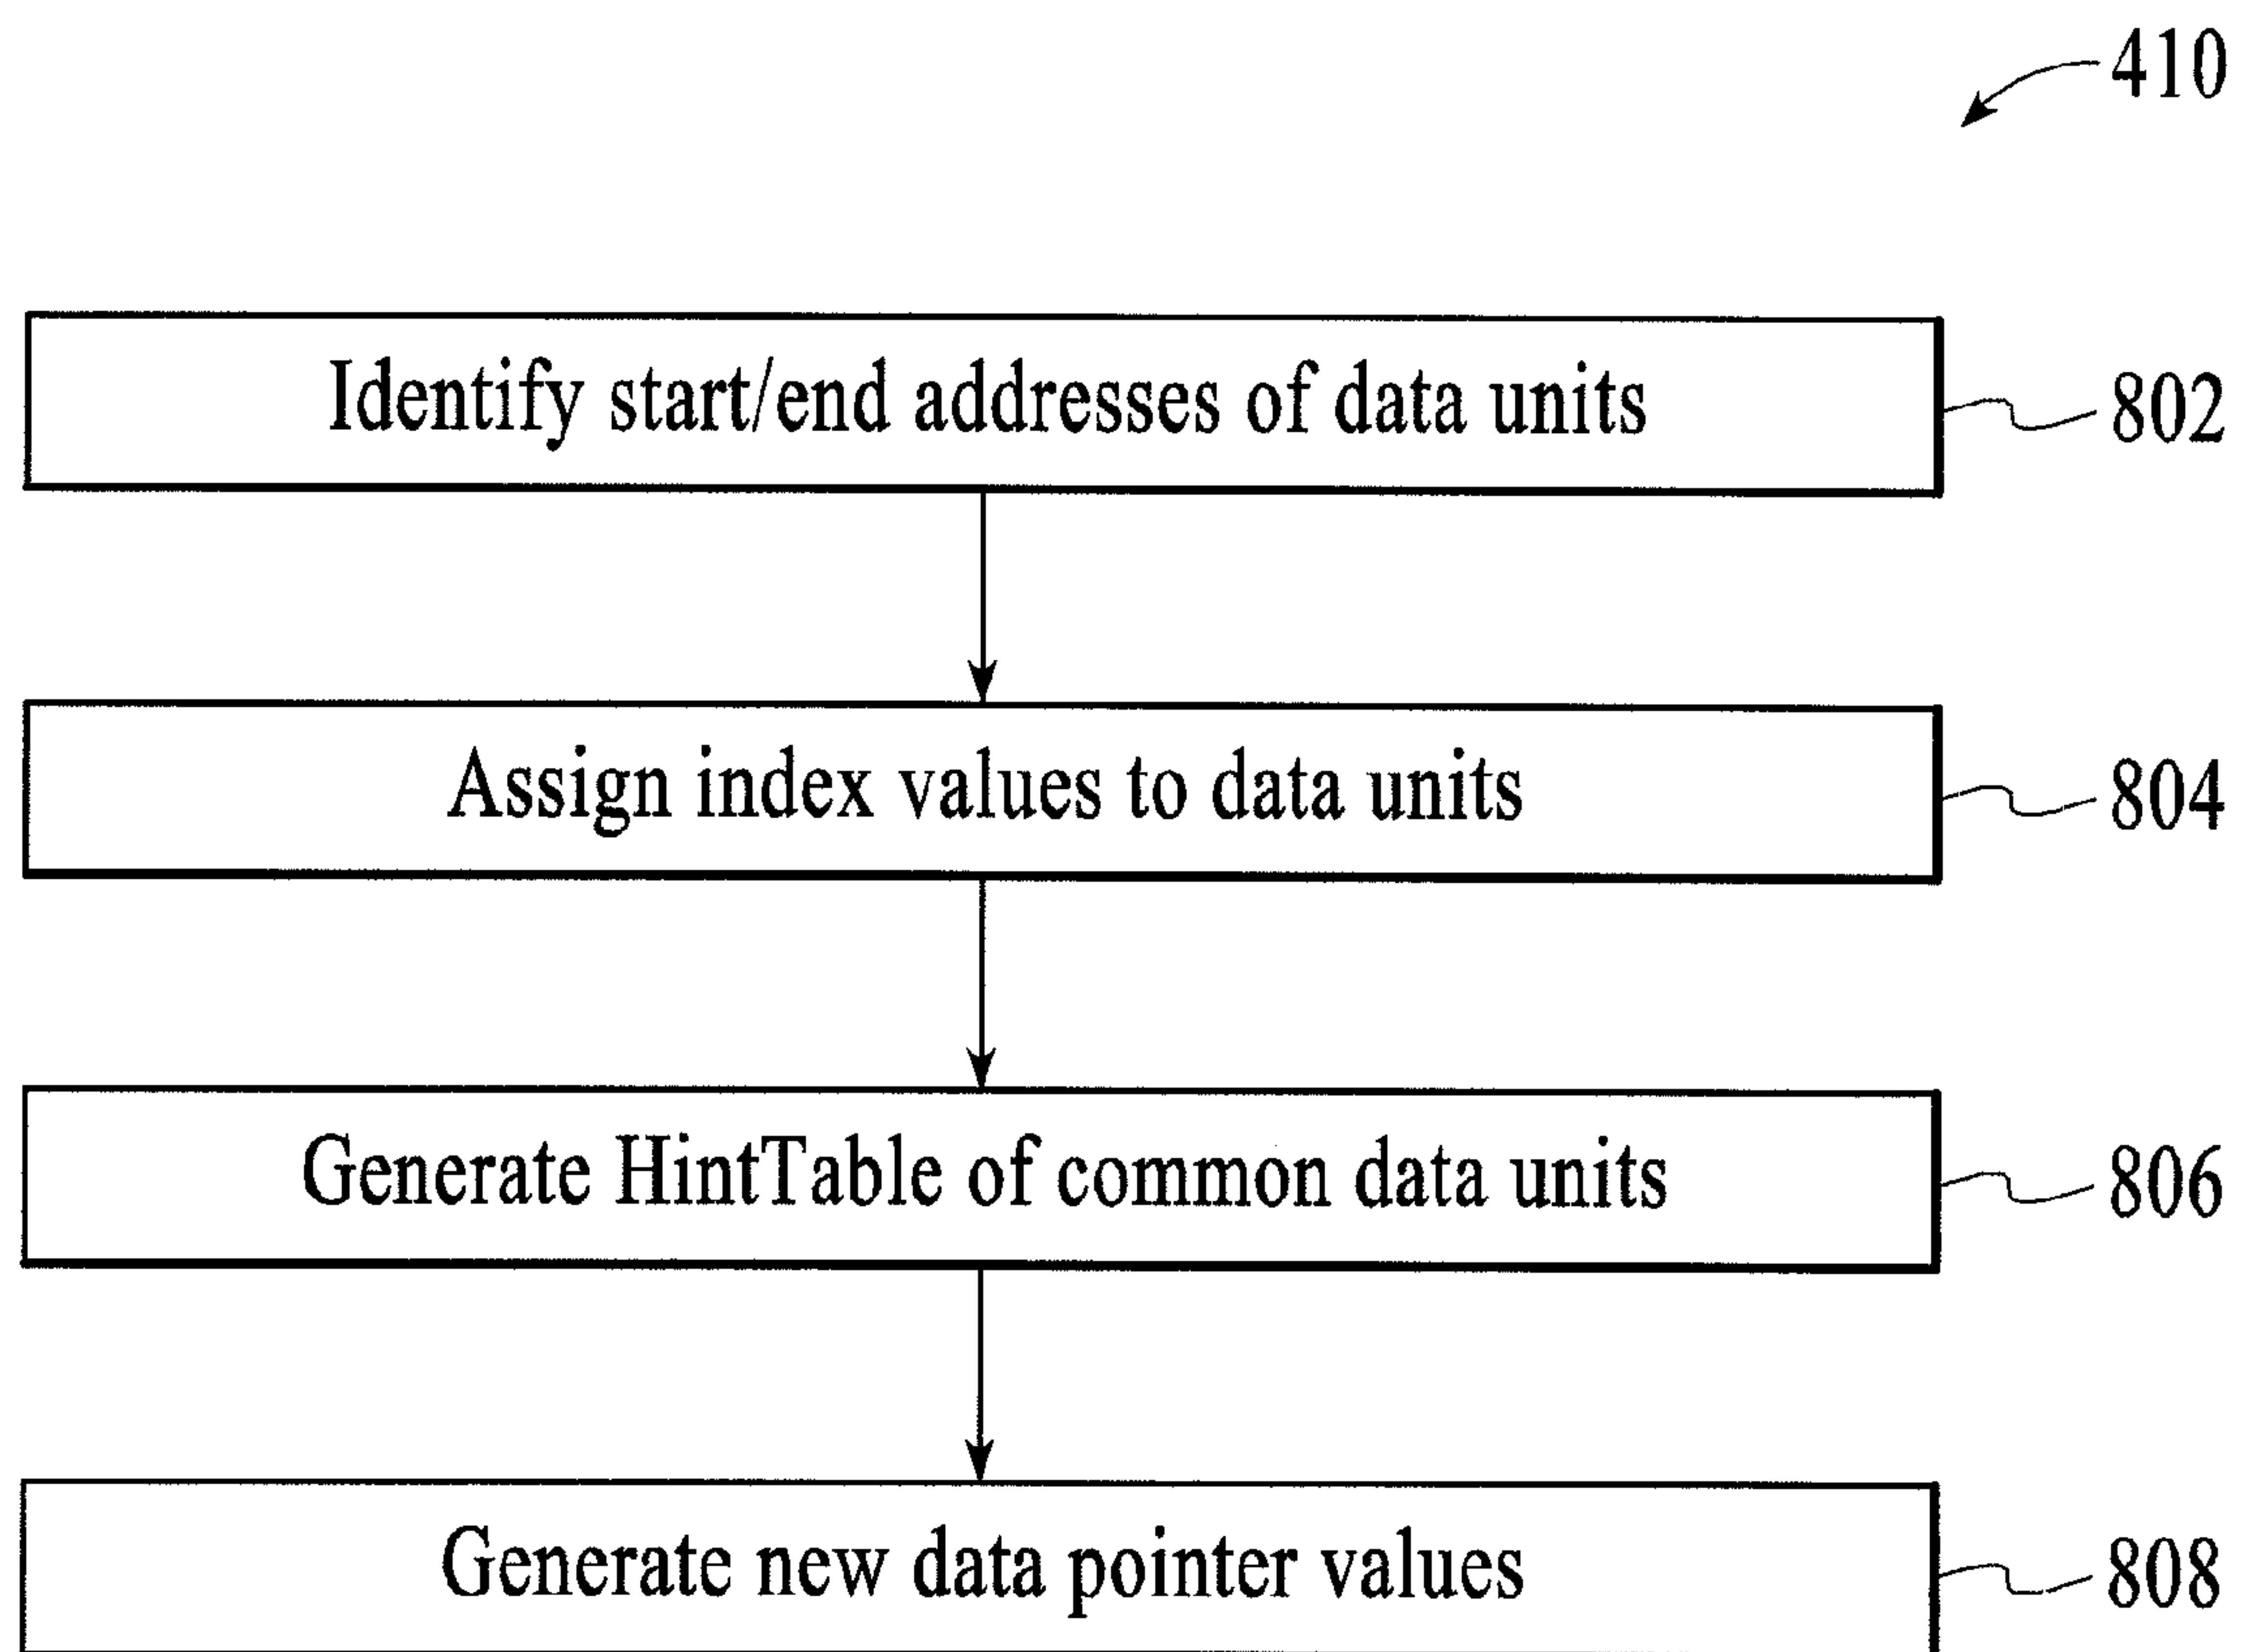 410
Identify start/end addresses of data units
802
Assign index values to data units
804
Generate HintTable of common data units
806
Generate new data pointer values
808